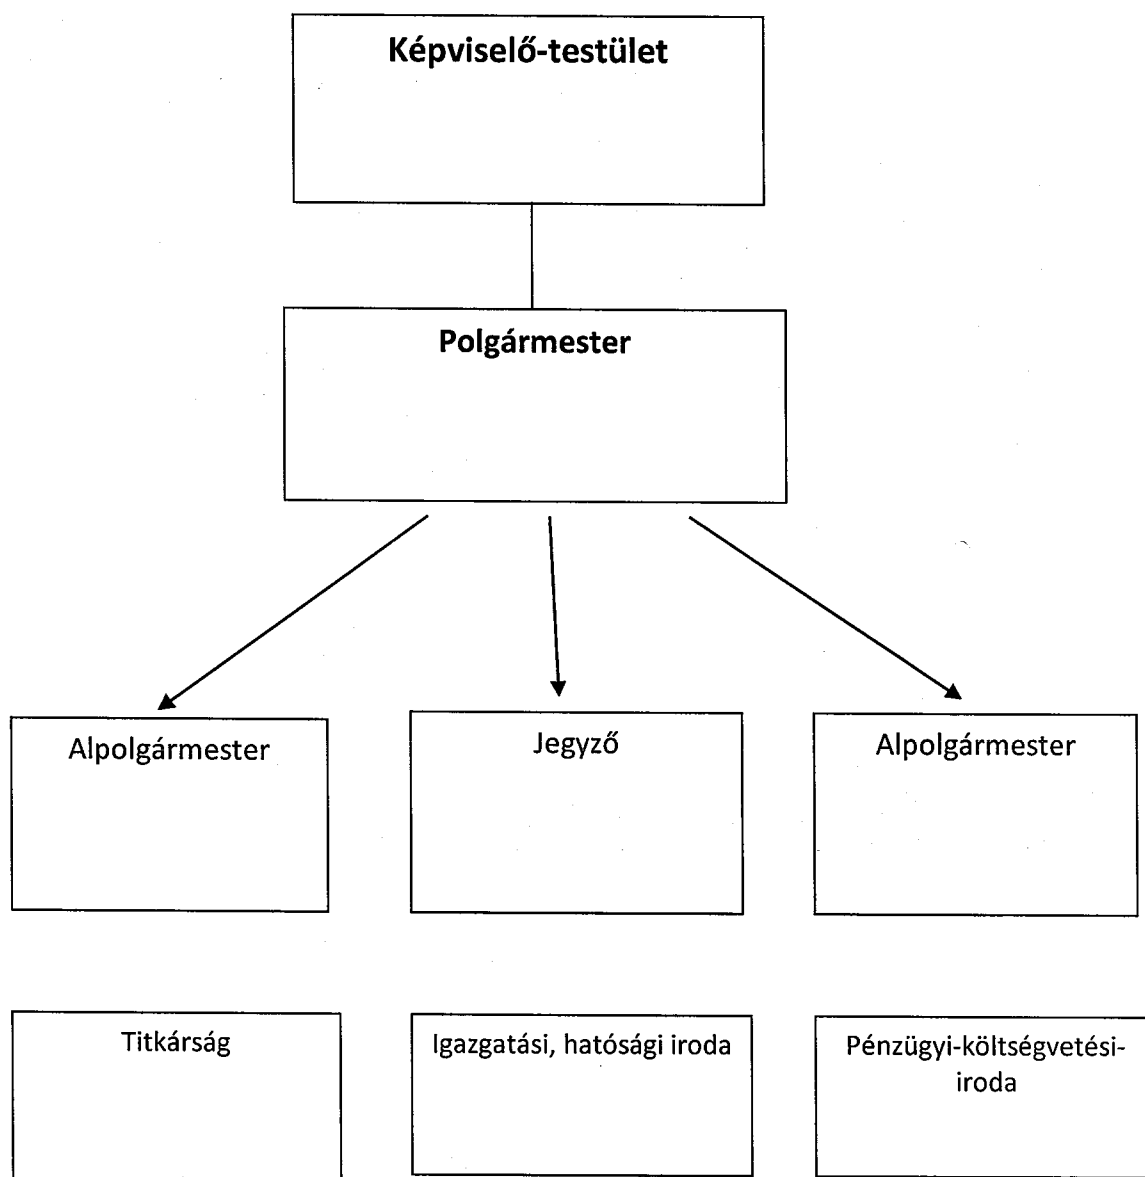 Képviselő-testület
Polgármester
Alpolgármester
Jegyző
Alpolgármester
Titkárság
Igazgatási, hatósági iroda
Pénzügyi-költségvetési-
iroda